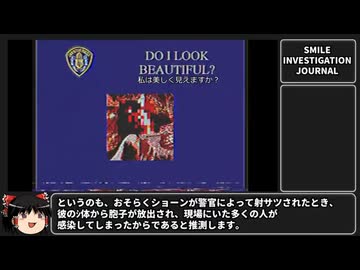 DO I LOOK
BEAUTIFUL?
私は美しく見えますか？
SMILE
INVESTIGATION
JOURNAL
というのも、おそらくショーンが警官によって射サツされたとき、
彼のｼ体から胞子が放出され、現場にいた多くの人が
感染してしまったからであると推測します。